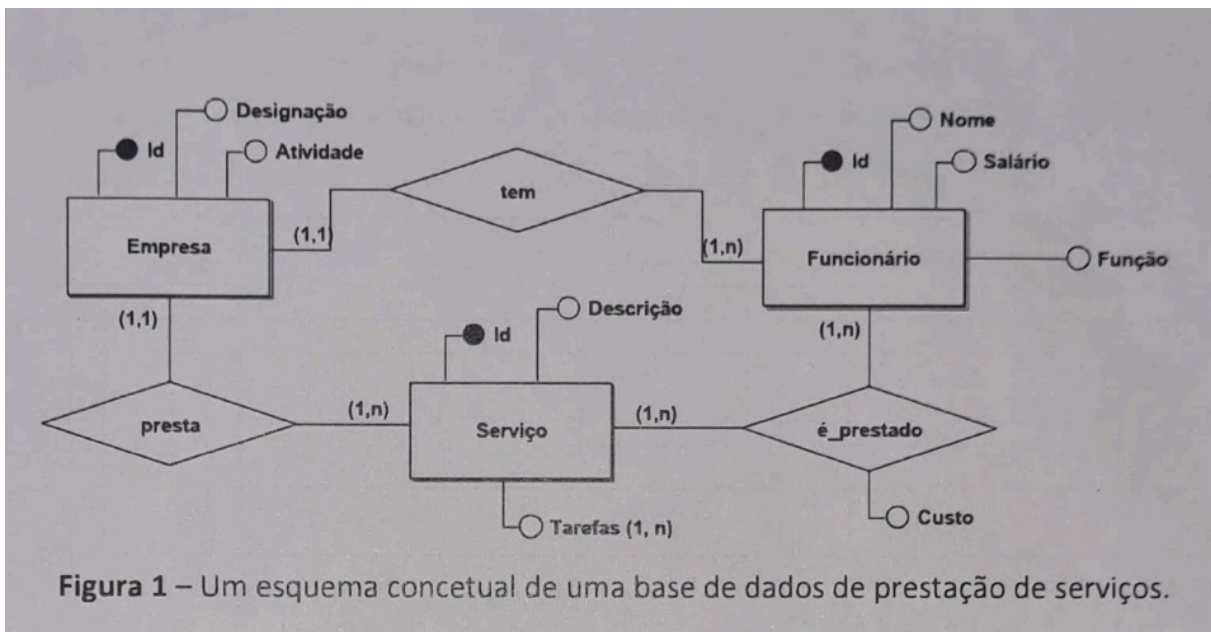 Designação
Nome
Id
Atividade
Id
Salário
tem
Empresa
(1,1)
(1,n)
Funcionário
Função
(1,1)
Descrição
(1,n)
Id
presta
(1,n)
Serviço
(1,n)
é_prestado
Tarefas (1, n)
Custo
Figura 1 – Um esquema concetual de uma base de dados de prestação de serviços.